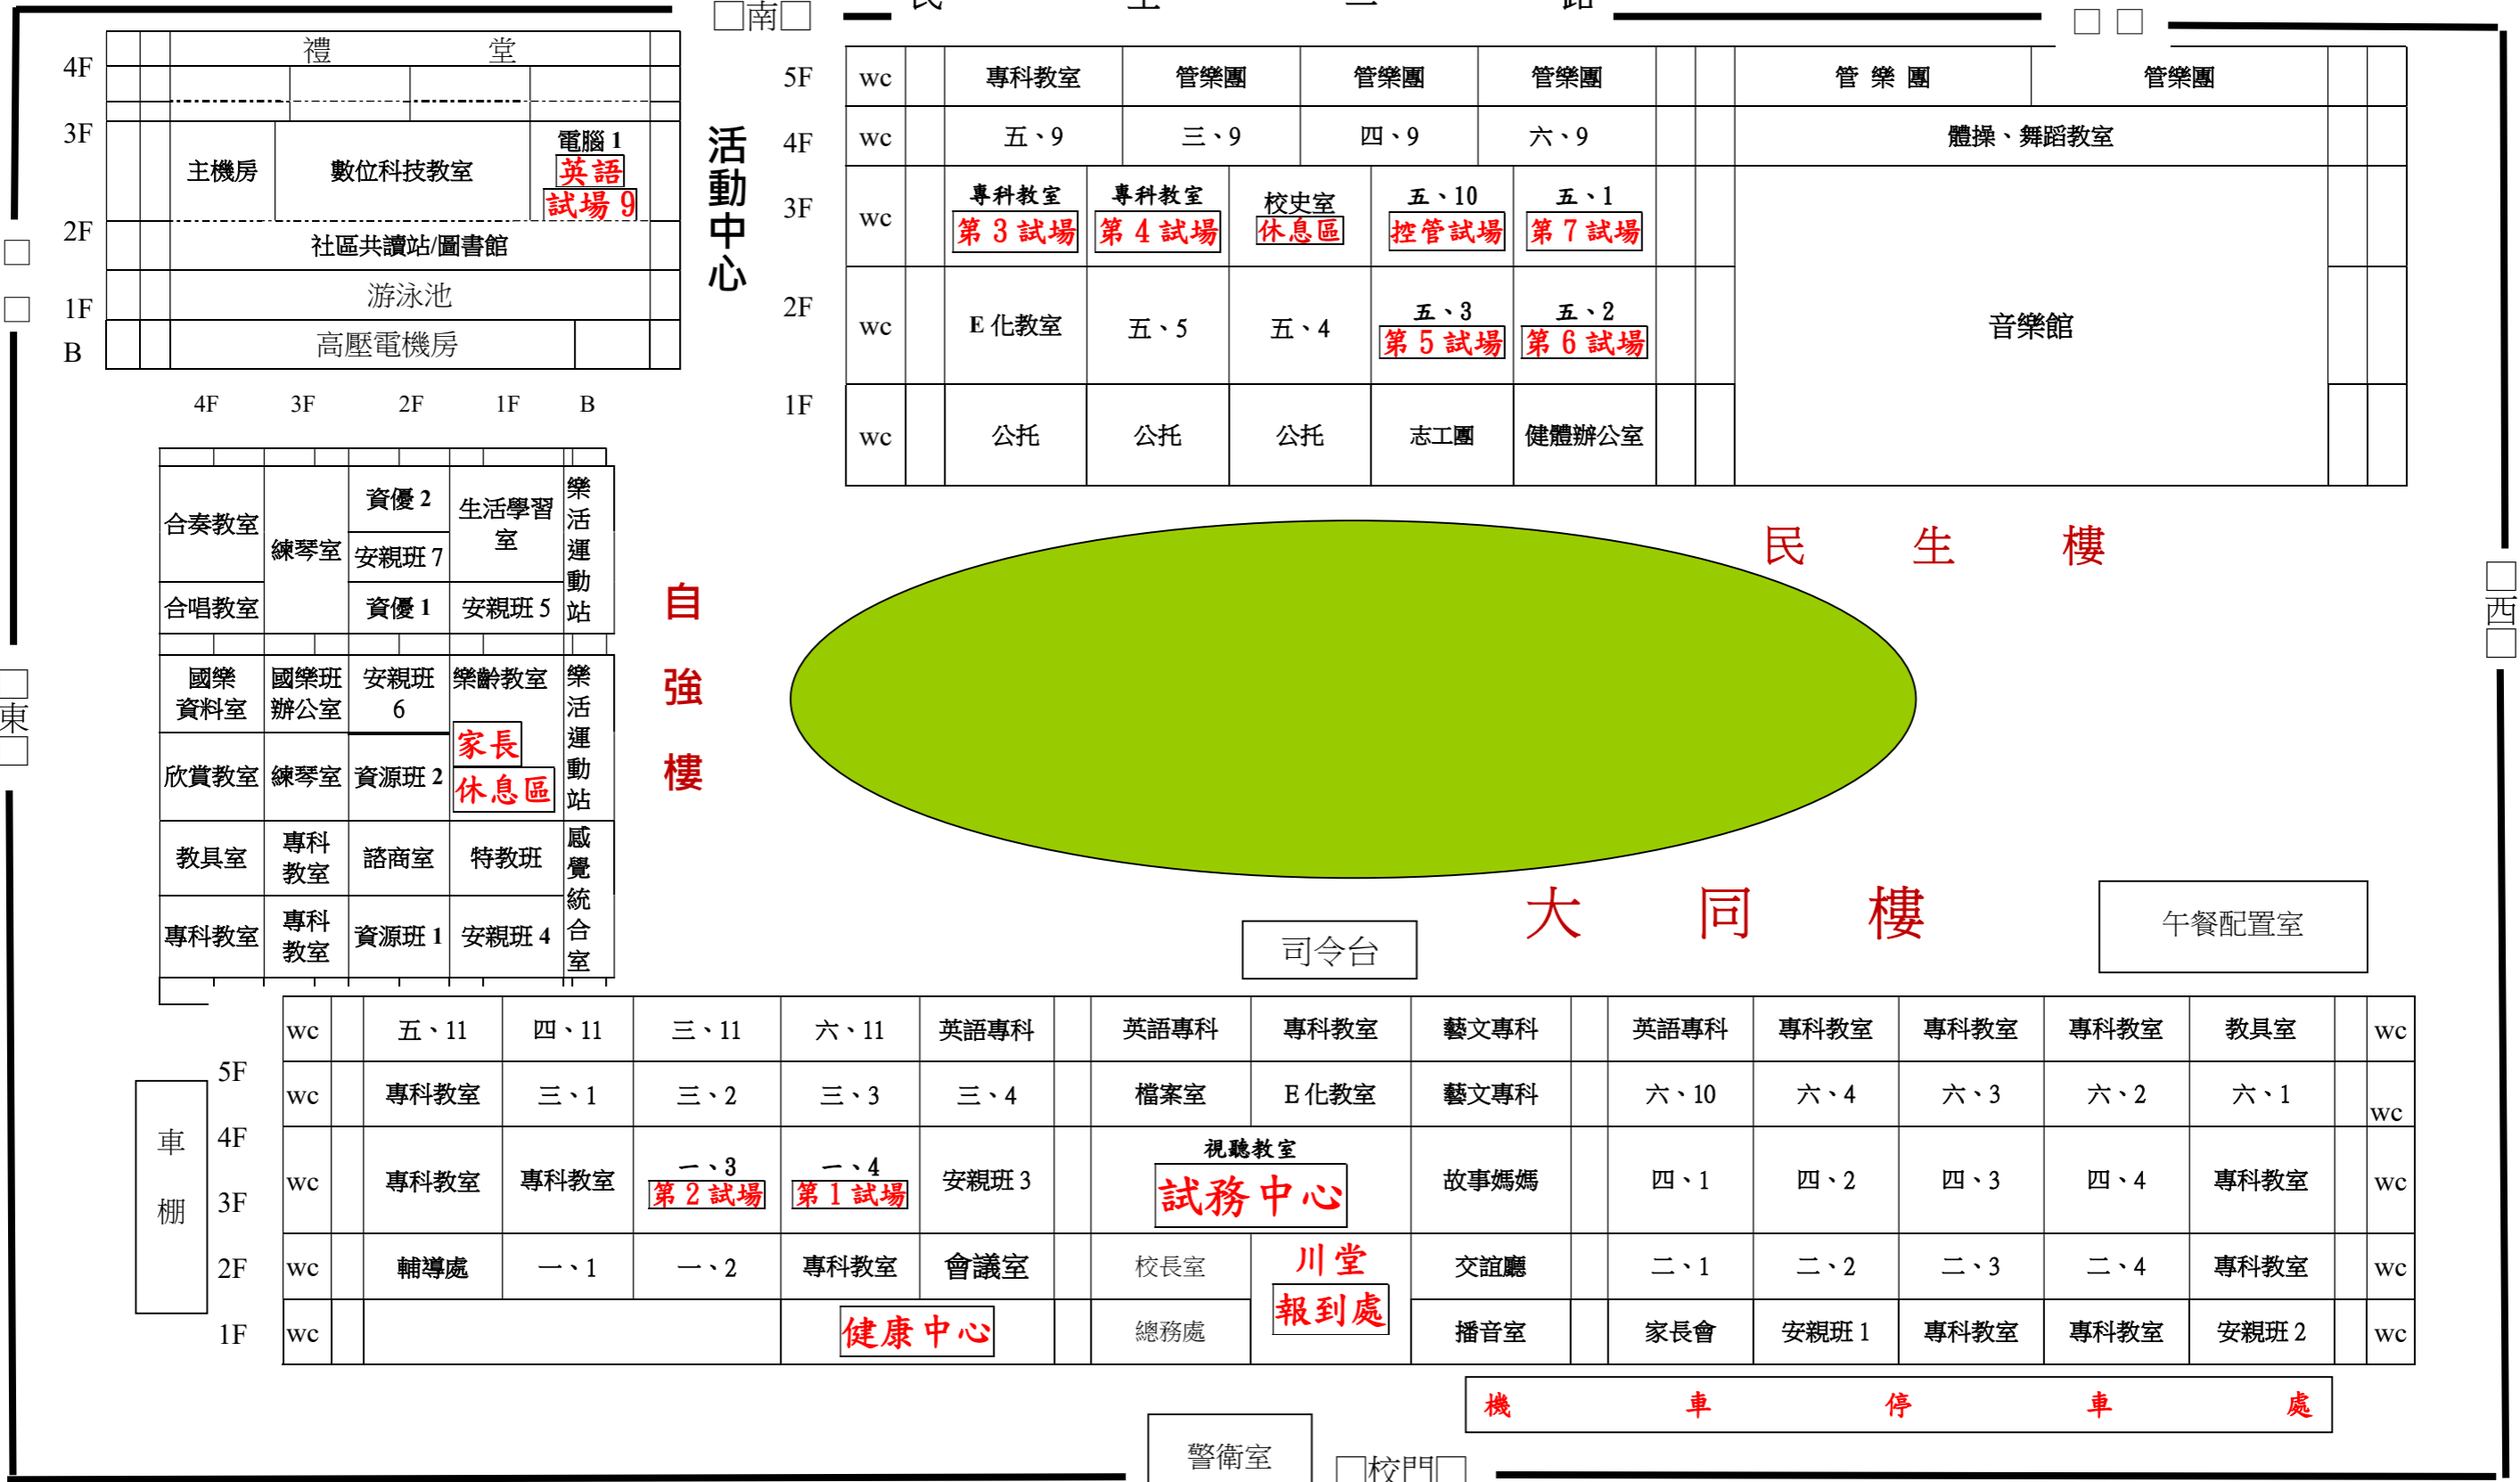 □南□
路
□ □
4F
禮 堂
3F
主機房 數位科技教室 電腦 1
英語
試場 9
2F
社區共讀站/圖書館
1F
游泳池
B
高壓電機房
活動中心
5F
wc 專科教室 管樂團 管樂團 管樂團 管 樂 團 管樂團
4F
wc 五、9 三、9 四、9 六、9 體操、舞蹈教室
3F
wc 專科教室 專科教室 校史室 五、10 五、1
第 3 試場 第 4 試場 休息區 控管試場 第 7 試場
2F
wc E 化教室 五、5 五、4 五、3 五、2 音樂館
第 5 試場 第 6 試場
1F
wc 公托 公托 公托 志工團 健體辦公室
□
□
4F 3F 2F 1F B
合奏教室 練琴室 資優 2 生活學習室 樂活運動站
安親班 7
合唱教室 資優 1 安親班 5
國樂資料室 國樂班辦公室 安親班 6 樂齡教室 樂活運動站
家長
休息區
欣賞教室 練琴室 資源班 2
教具室 專科教室 諮商室 特教班 感覺統合室
專科教室 專科教室 資源班 1 安親班 4
自強樓
民 生 樓
□西□
□東□
大 同 樓
司令台
午餐配置室
wc 五、11 四、11 三、11 六、11 英語專科 英語專科 專科教室 藝文專科 英語專科 專科教室 專科教室 專科教室 教具室 wc
5F
wc 專科教室 三、1 三、2 三、3 三、4 檔案室 E 化教室 藝文專科 六、10 六、4 六、3 六、2 六、1 wc
4F
wc 專科教室 專科教室 一、3 一、4 安親班 3 視聽教室 故事媽媽 四、1 四、2 四、3 四、4 專科教室 wc
第 2 試場 第 1 試場 試務中心
3F
2F
wc 輔導處 一、1 一、2 專科教室 會議室 校長室 川堂 交誼廳 二、1 二、2 二、3 二、4 專科教室 wc
報到處
1F
wc 健康中心 總務處 播音室 家長會 安親班 1 專科教室 專科教室 安親班 2 wc
車棚
機 車 停 車 處
警衛室
□校門□